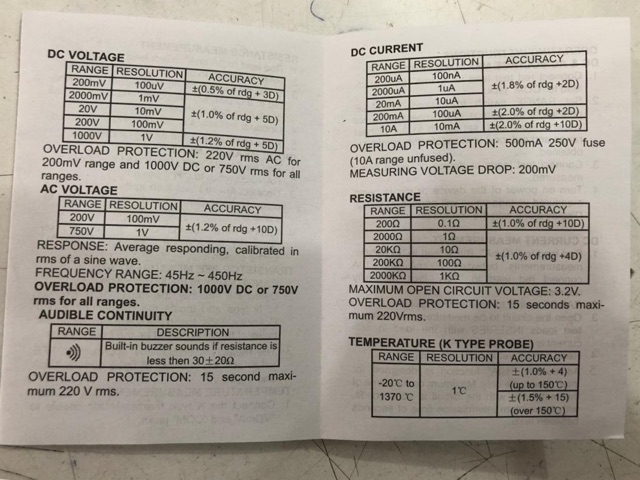 DC VOLTAGE
RANGE RESOLUTION ACCURACY
200mV 100uV ±(0.5% of rdg + 3D)
2000mV 1mV
20V 10mV ±(1.0% of rdg + 5D)
200V 100mV
1000V 1V ±(1.2% of rdg + 5D)
OVERLOAD PROTECTION: 220V rms AC for
200mV range and 1000V DC or 750V rms for all
ranges.
AC VOLTAGE
RANGE RESOLUTION ACCURACY
200V 100mV ±(1.2% of rdg +10D)
750V 1V
RESPONSE: Average responding, calibrated in
rms of a sine wave.
FREQUENCY RANGE: 45Hz ~ 450Hz
OVERLOAD PROTECTION: 1000V DC or 750V
rms for all ranges.
AUDIBLE CONTINUITY
RANGE DESCRIPTION
Built-in buzzer sounds if resistance is
less then 30±20Ω
OVERLOAD PROTECTION: 15 second maxi-
mum 220 V rms.
DC CURRENT
RANGE RESOLUTION ACCURACY
200uA 100nA ±(1.8% of rdg +2D)
2000uA 1uA
20mA 10uA
200mA 100uA ±(2.0% of rdg +2D)
10A 10mA ±(2.0% of rdg +10D)
OVERLOAD PROTECTION: 500mA 250V fuse
(10A range unfused).
MEASURING VOLTAGE DROP: 200mV
RESISTANCE
RANGE RESOLUTION ACCURACY
200Ω 0.1Ω ±(1.0% of rdg +10D)
2000Ω 1Ω
20KΩ 10Ω ±(1.0% of rdg +4D)
200KΩ 100Ω
2000KΩ 1KΩ
MAXIMUM OPEN CIRCUIT VOLTAGE: 3.2V.
OVERLOAD PROTECTION: 15 seconds maxi-
mum 220Vrms.
TEMPERATURE (K TYPE PROBE)
RANGE RESOLUTION ACCURACY
-20℃ to 1℃ ±(1.0% + 4)
1370 ℃ (up to 150℃)
±(1.5% + 15)
(over 150℃)